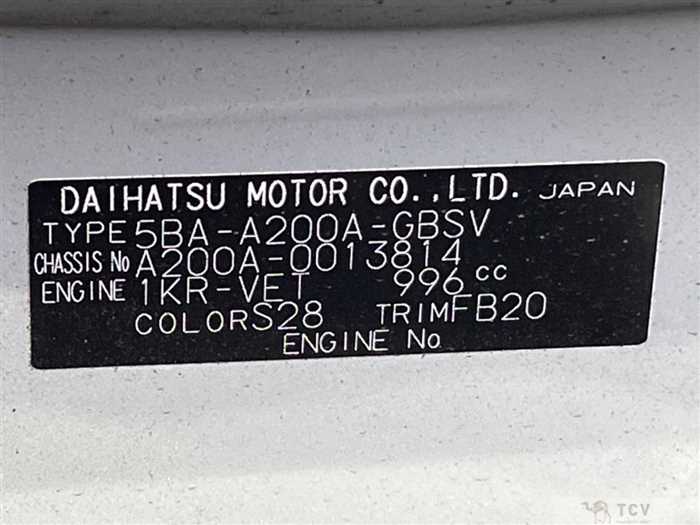 DAIHATSU MOTOR CO.,LTD. JAPAN
TYPE 5BA-A200A-GBSV
CHASSIS No A200A-0013814
ENGINE 1KR-VET 996 cc
COLOR S28 TRIM FB20
ENGINE No
TCV